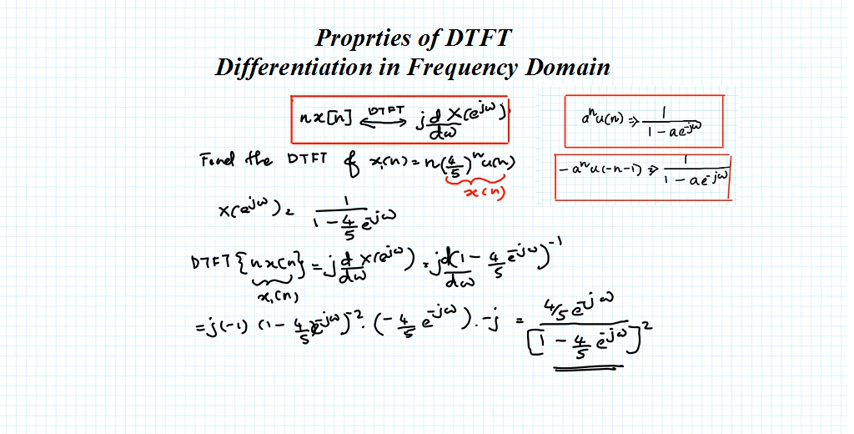 Proprties of DTFT
Differentiation in Frequency Domain
nx[n] ⟷ DTFT j d/dω X(e^jω)
a^n u(n) ⇒ 1/(1 - ae^-jω)
-a^n u(-n-1) ⇒ 1/(1 - ae^-jω)
Find the DTFT of x₁(n) = n(4/5)^n u(n)
x(n)
X(e^jω) = 1/(1 - 4/5 e^-jω)
DTFT{nx(n)} = j d/dω X(e^jω) = j d/dω (1 - 4/5 e^-jω)^-1
x₁(n)
= j(-1) (1 - 4/5 e^-jω)^-2 . (-4/5 e^-jω) . -j = 4/5 e^-jω / [1 - 4/5 e^-jω]^2